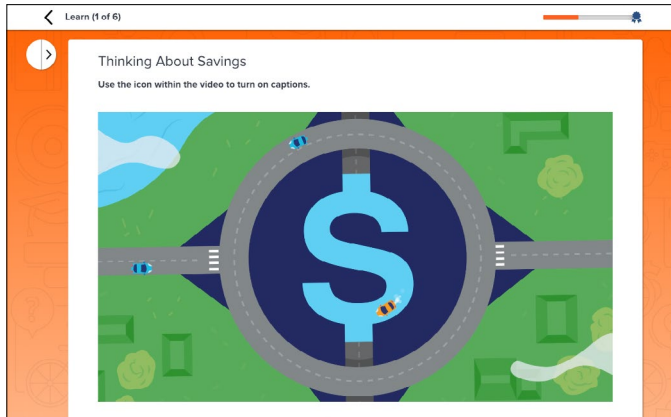 Learn (1 of 6)
Thinking About Savings
Use the icon within the video to turn on captions.
$